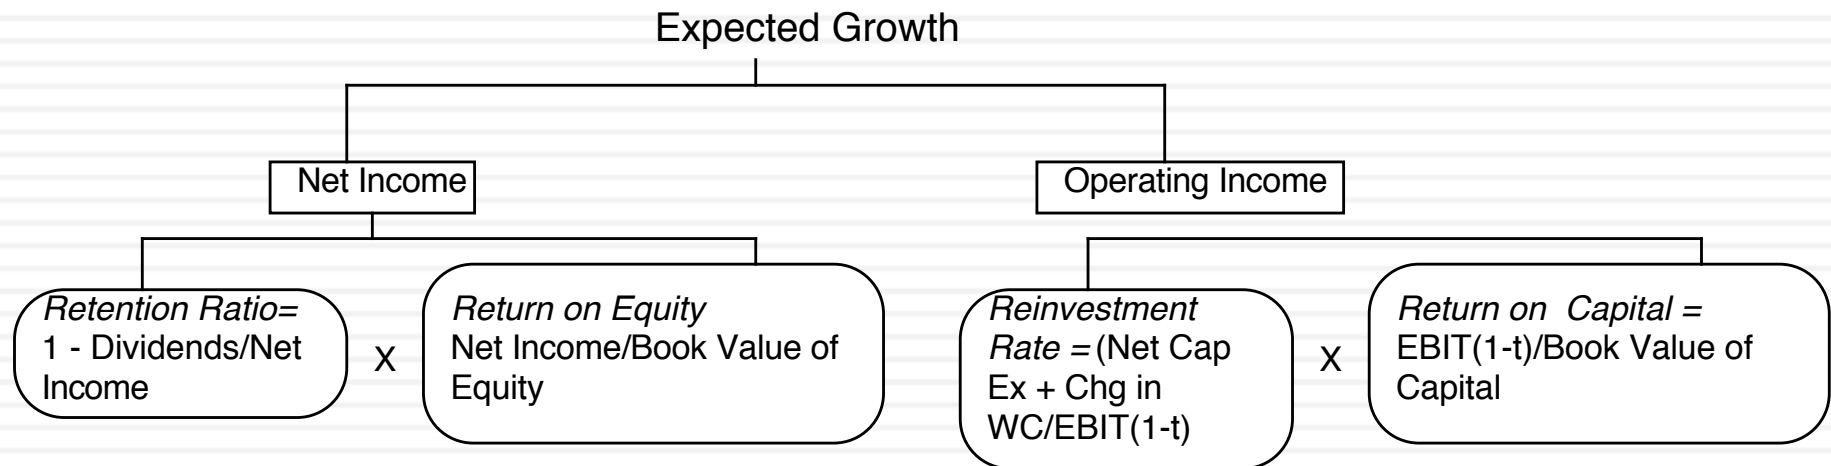 Expected Growth
Net Income
Operating Income
Retention Ratio=
1 - Dividends/Net
Income
X
Return on Equity
Net Income/Book Value of
Equity
Reinvestment
Rate = (Net Cap
Ex + Chg in
WC/EBIT(1-t)
X
Return on Capital =
EBIT(1-t)/Book Value of
Capital